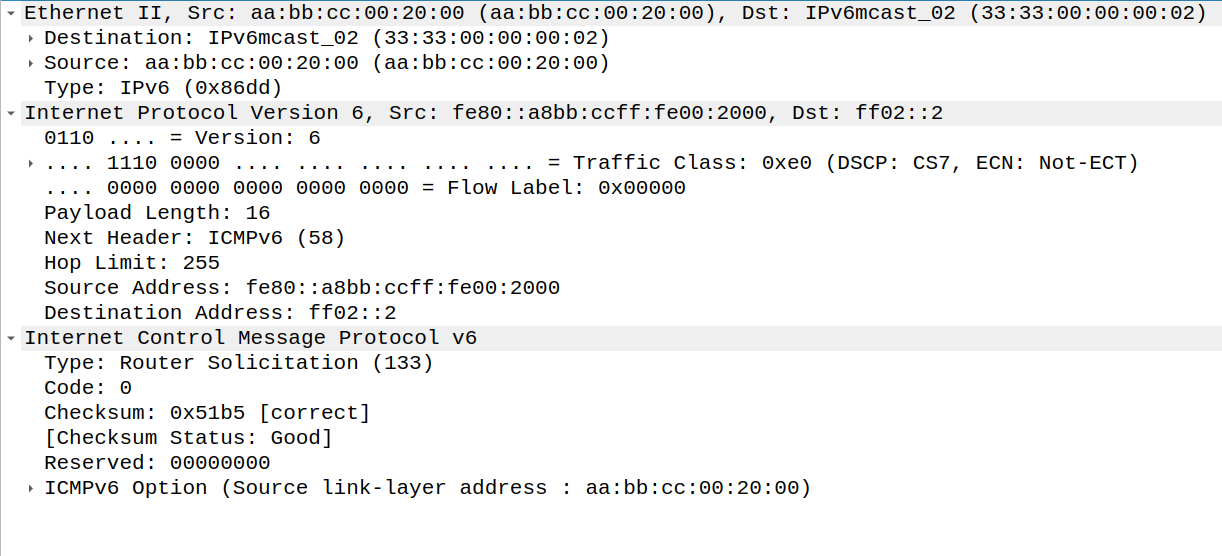 Ethernet II, Src: aa:bb:cc:00:20:00 (aa:bb:cc:00:20:00), Dst: IPv6mcast_02 (33:33:00:00:00:02)
Destination: IPv6mcast_02 (33:33:00:00:00:02)
Source: aa:bb:cc:00:20:00 (aa:bb:cc:00:20:00)
Type: IPv6 (0x86dd)
Internet Protocol Version 6, Src: fe80::a8bb:ccff:fe00:2000, Dst: ff02::2
0110 .... = Version: 6
.... 1110 0000 .... .... .... .... .... = Traffic Class: 0xe0 (DSCP: CS7, ECN: Not-ECT)
.... 0000 0000 0000 0000 0000 = Flow Label: 0x00000
Payload Length: 16
Next Header: ICMPv6 (58)
Hop Limit: 255
Source Address: fe80::a8bb:ccff:fe00:2000
Destination Address: ff02::2
Internet Control Message Protocol v6
Type: Router Solicitation (133)
Code: 0
Checksum: 0x51b5 [correct]
[Checksum Status: Good]
Reserved: 00000000
ICMPv6 Option (Source link-layer address : aa:bb:cc:00:20:00)